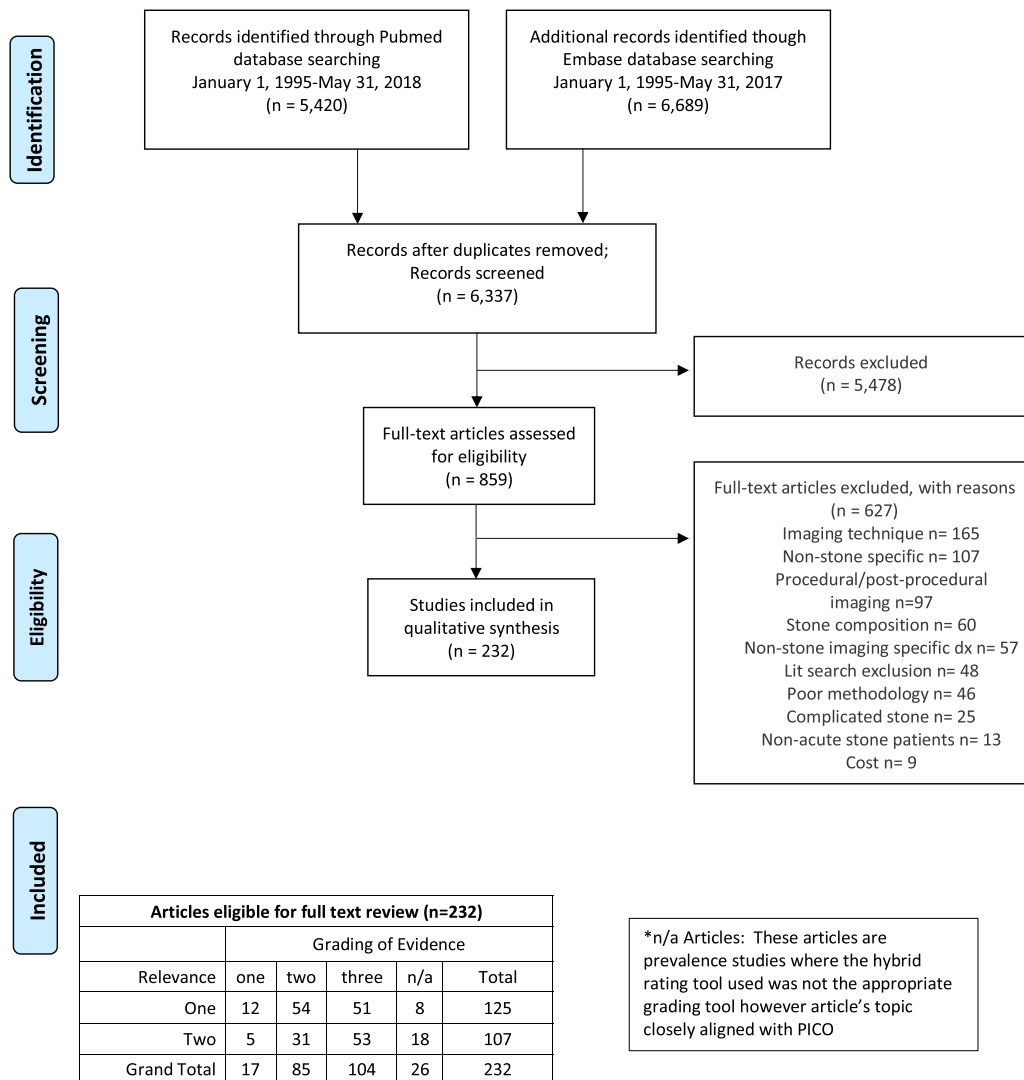 Identification
Records identified through Pubmed
database searching
January 1, 1995-May 31, 2018
(n = 5,420)
Additional records identified though
Embase database searching
January 1, 1995-May 31, 2017
(n = 6,689)
Records after duplicates removed;
Records screened
(n = 6,337)
Screening
Records excluded
(n = 5,478)
Full-text articles assessed
for eligibility
(n = 859)
Full-text articles excluded, with reasons
(n = 627)
Imaging technique n= 165
Non-stone specific n= 107
Procedural/post-procedural
imaging n=97
Stone composition n= 60
Non-stone imaging specific dx n= 57
Lit search exclusion n= 48
Poor methodology n= 46
Complicated stone n= 25
Non-acute stone patients n= 13
Cost n= 9
Eligibility
Studies included in
qualitative synthesis
(n = 232)
Included
Articles eligible for full text review (n=232)
Grading of Evidence
Relevance one two three n/a Total
One 12 54 51 8 125
Two 5 31 53 18 107
Grand Total 17 85 104 26 232
*n/a Articles: These articles are
prevalence studies where the hybrid
rating tool used was not the appropriate
grading tool however article's topic
closely aligned with PICO